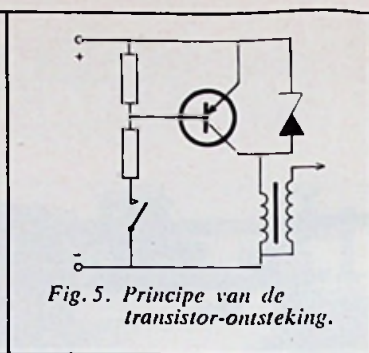 +
-
Fig. 5. Principe van de
transistor-ontsteking.